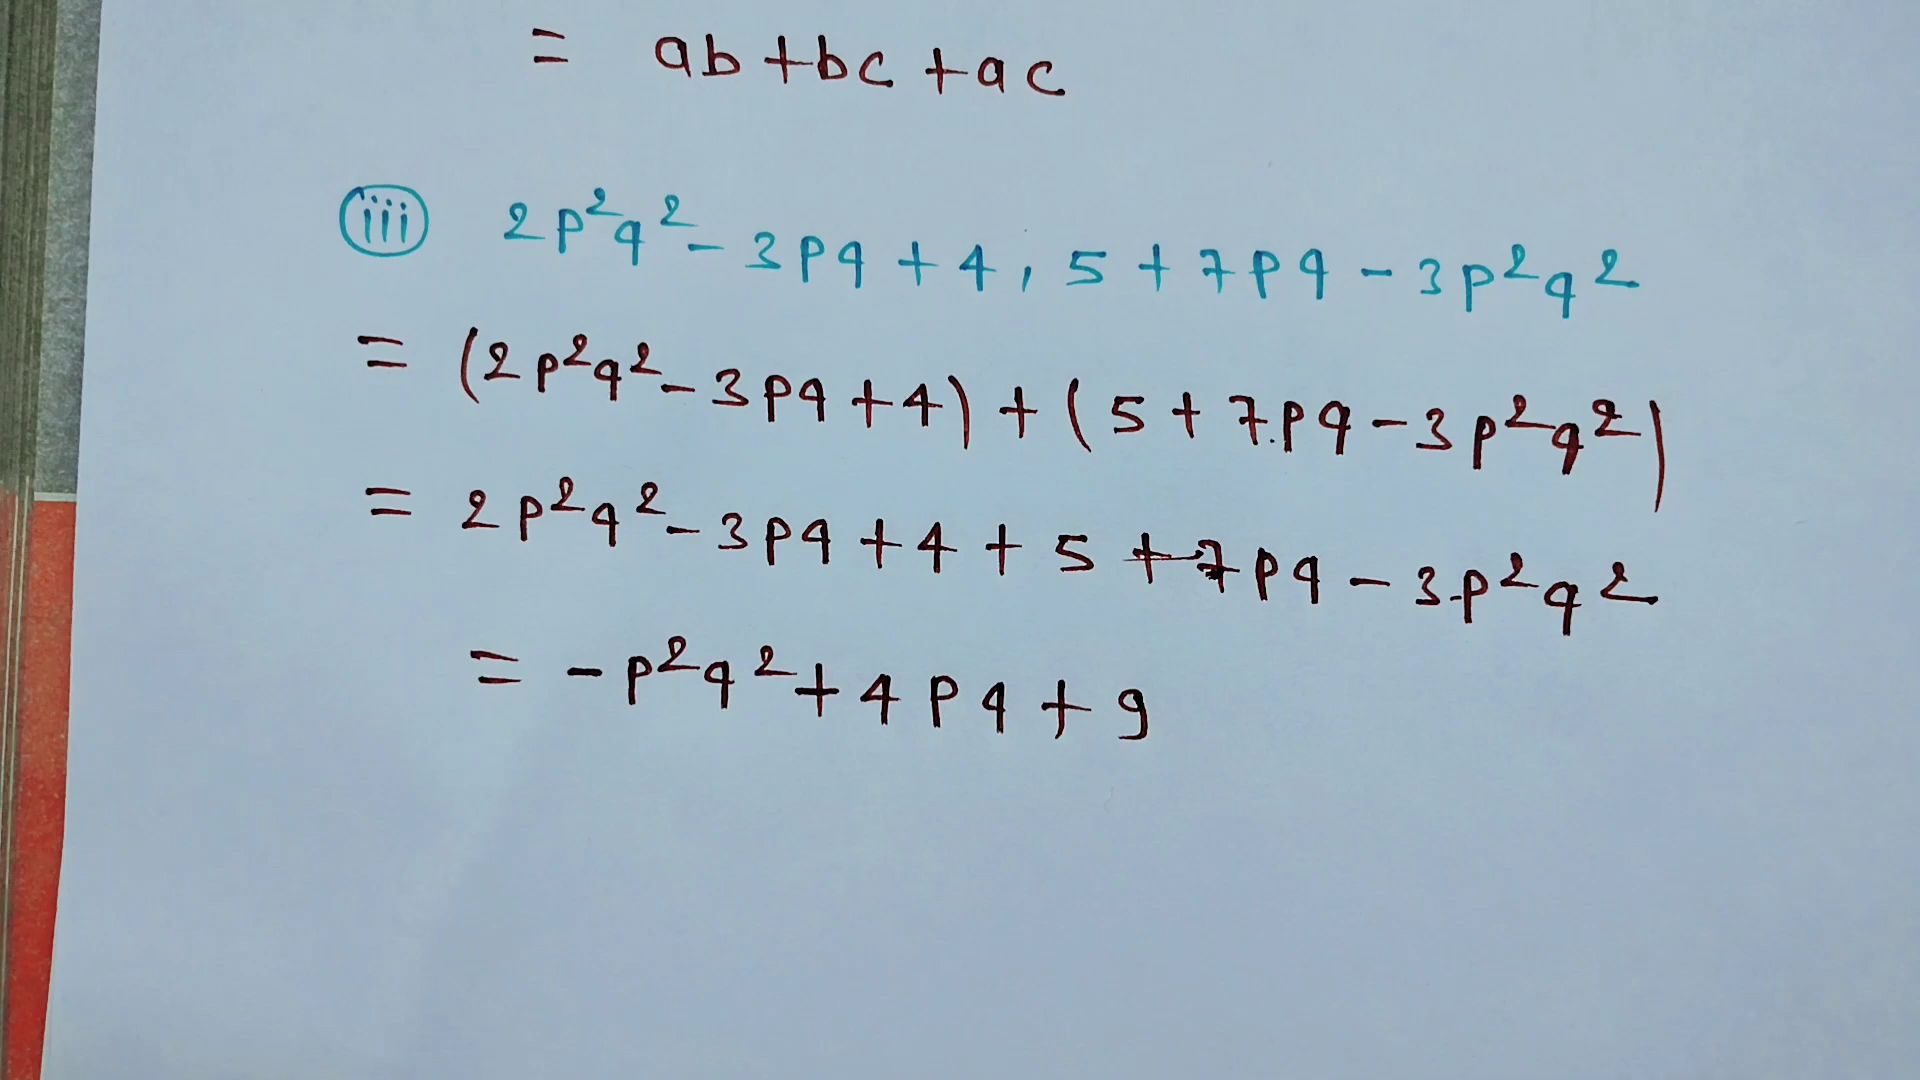 = ab + bc + ac
(iii) 2p²q² - 3pq + 4, 5 + 7pq - 3p²q²
= (2p²q² - 3pq + 4) + (5 + 7pq - 3p²q²)
= 2p²q² - 3pq + 4 + 5 + 7pq - 3p²q²
= -p²q² + 4pq + 9